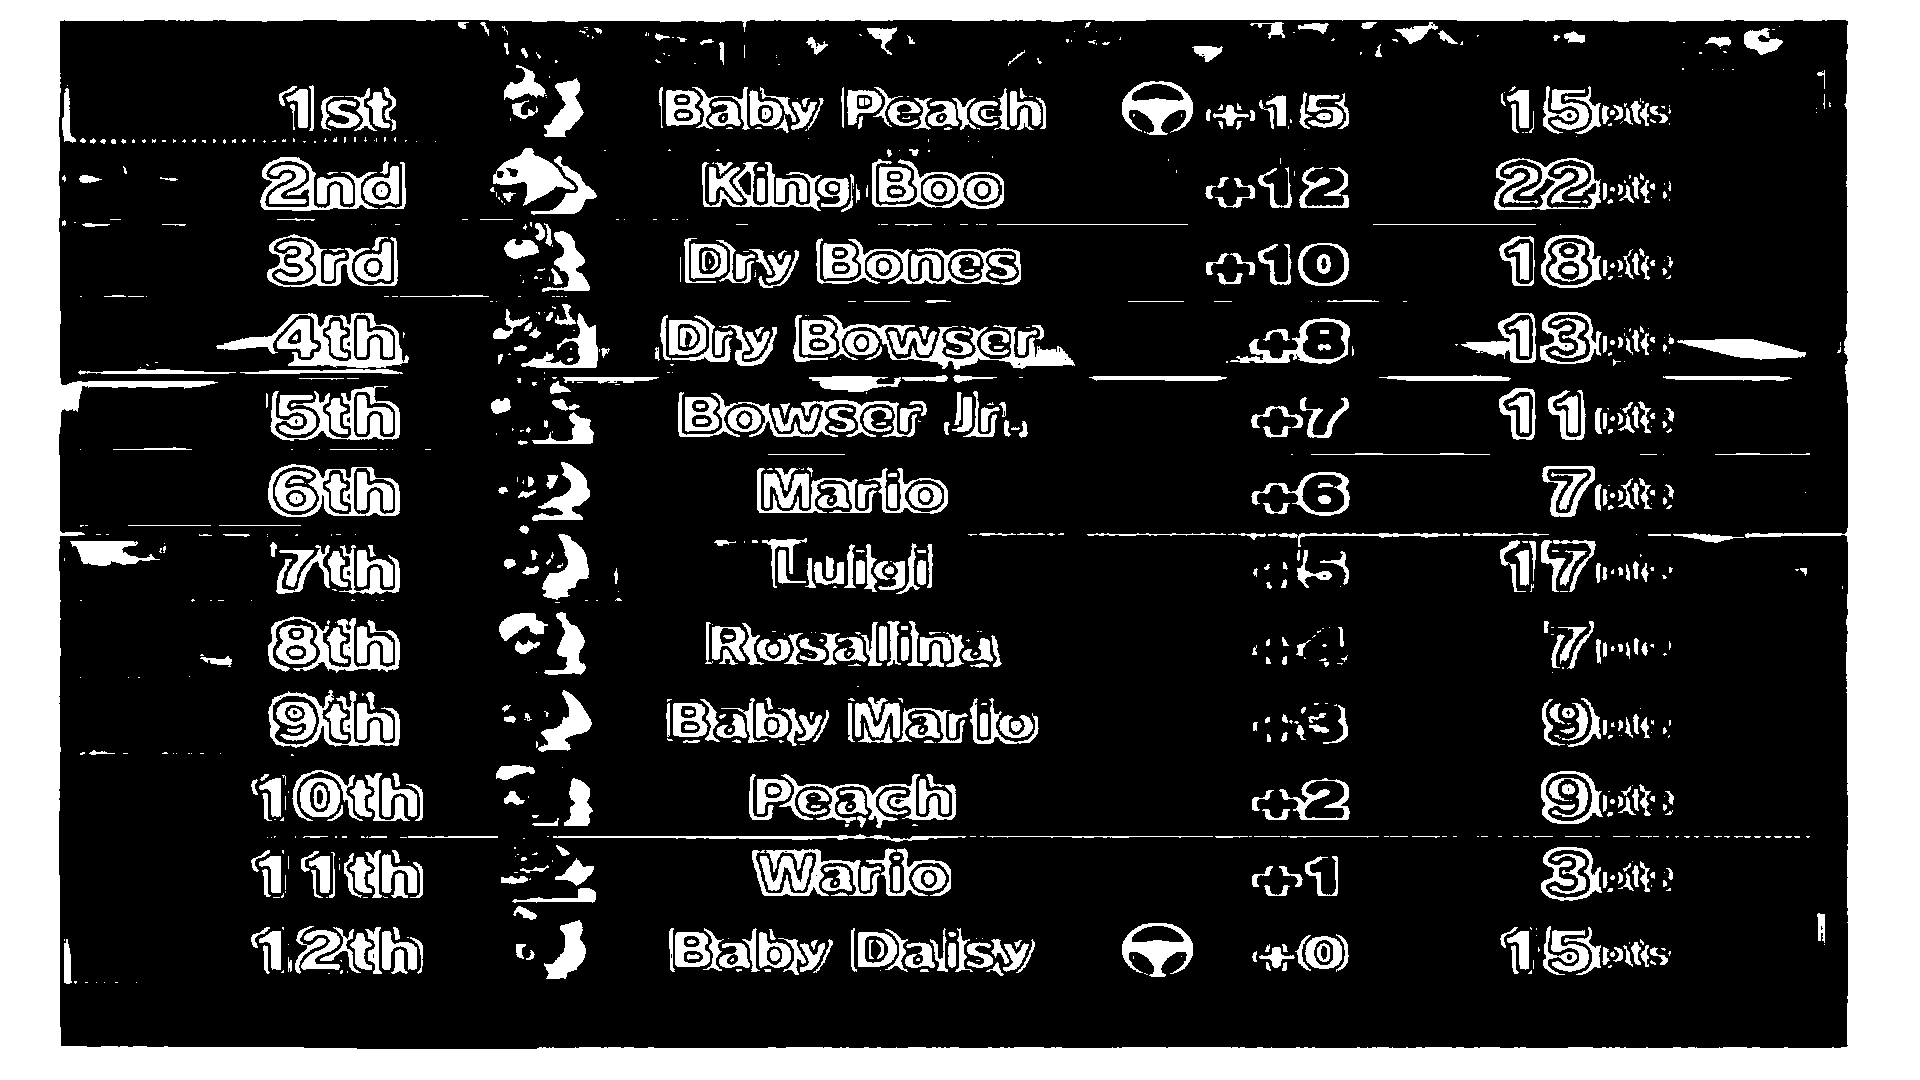 1st Baby Peach +15 15pts
2nd King Boo +12 22pts
3rd Dry Bones +10 18pts
4th Dry Bowser +8 13pts
5th Bowser Jr. +7 11pts
6th Mario +6 7pts
7th Luigi +5 17pts
8th Rosalina +4 7pts
9th Baby Mario +3 9pts
10th Peach +2 9pts
11th Wario +1 3pts
12th Baby Daisy +0 15pts